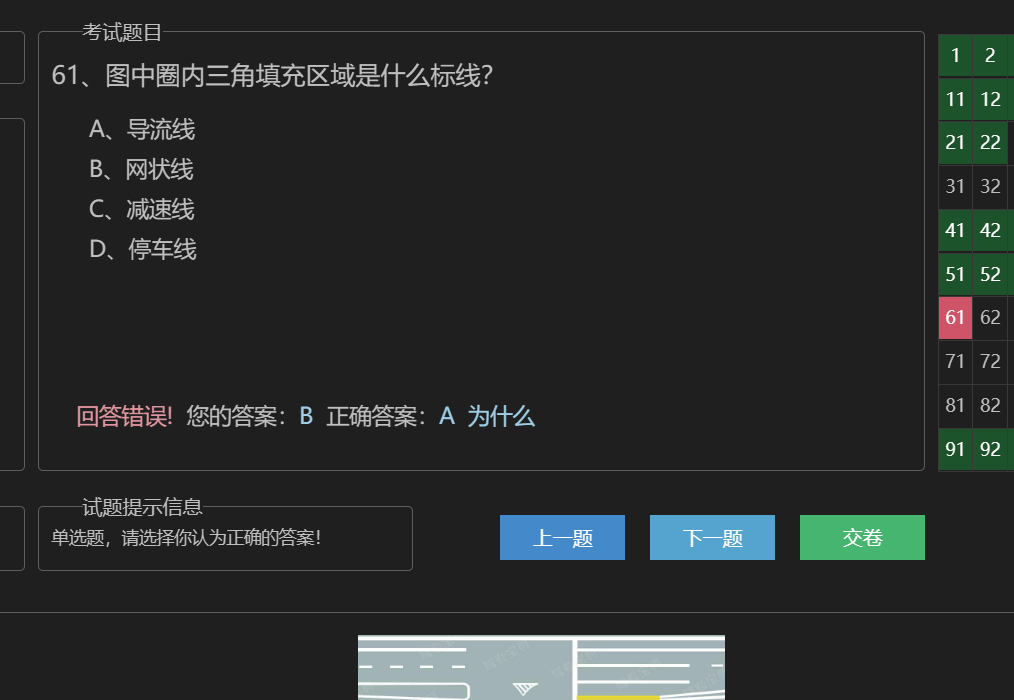 考试题目
61、图中圈内三角填充区域是什么标线？
A、导流线
B、网状线
C、减速线
D、停车线
回答错误! 您的答案：B 正确答案：A 为什么
1 2
11 12
21 22
31 32
41 42
51 52
61 62
71 72
81 82
91 92
试题提示信息
单选题，请选择你认为正确的答案！
上一题 下一题 交卷